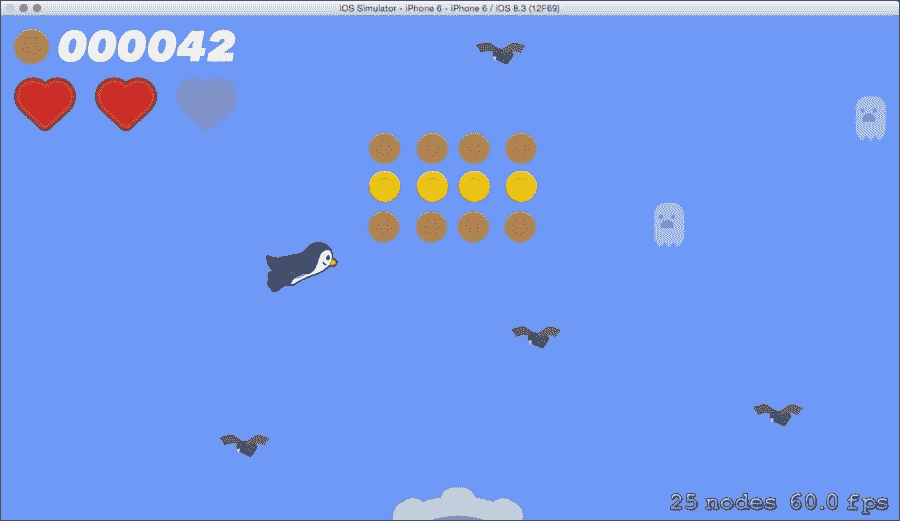 iOS Simulator - iPhone 6 - iPhone 6 / iOS 8.3 (12F69)
000042
25 nodes 60.0 fps